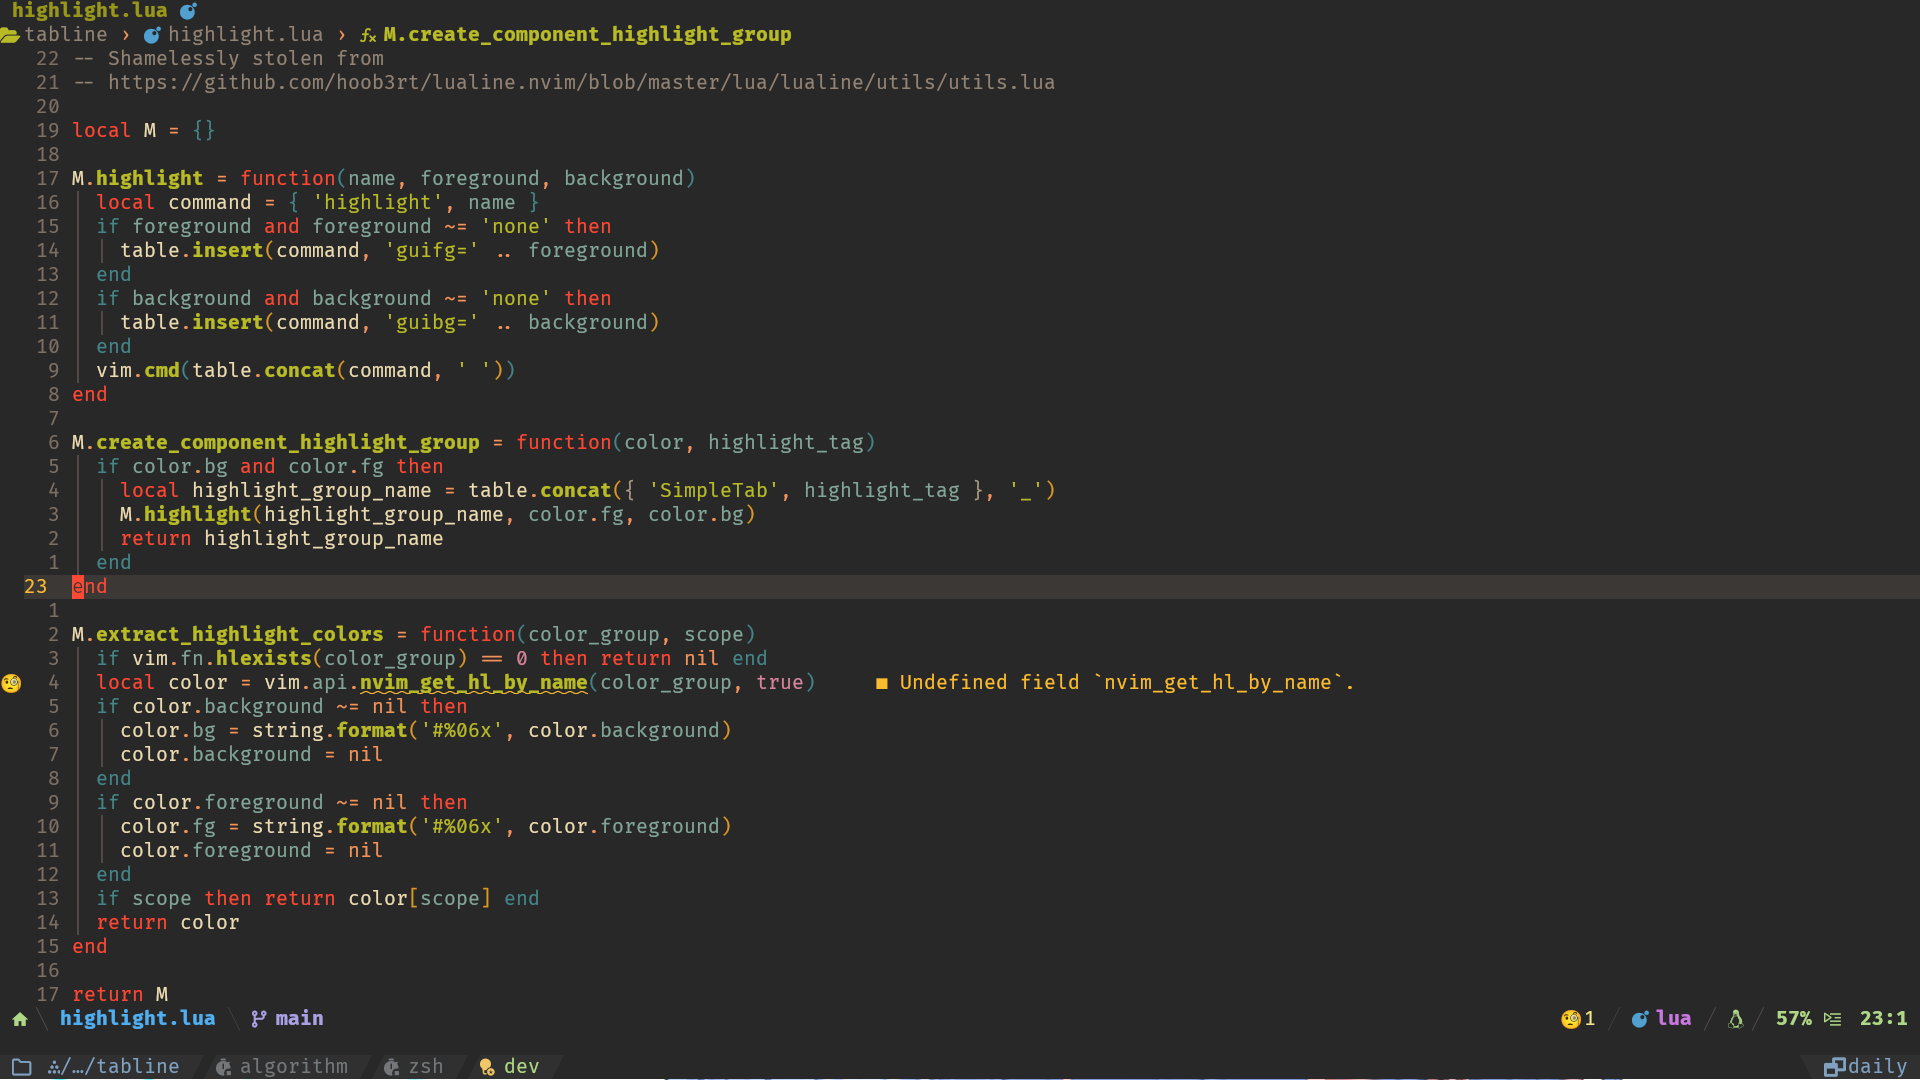 highlight.lua
tabline › highlight.lua › M.create_component_highlight_group
22 -- Shamelessly stolen from
21 -- https://github.com/hoob3rt/lualine.nvim/blob/master/lua/lualine/utils/utils.lua
20
19 local M = {}
18
17 M.highlight = function(name, foreground, background)
16 local command = { 'highlight', name }
15 if foreground and foreground ~= 'none' then
14 table.insert(command, 'guifg=' .. foreground)
13 end
12 if background and background ~= 'none' then
11 table.insert(command, 'guibg=' .. background)
10 end
9 vim.cmd(table.concat(command, ' '))
8 end
7
6 M.create_component_highlight_group = function(color, highlight_tag)
5 if color.bg and color.fg then
4 local highlight_group_name = table.concat({ 'SimpleTab', highlight_tag }, '_')
3 M.highlight(highlight_group_name, color.fg, color.bg)
2 return highlight_group_name
1 end
23 end
1
2 M.extract_highlight_colors = function(color_group, scope)
3 if vim.fn.hlexists(color_group) == 0 then return nil end
4 local color = vim.api.nvim_get_hl_by_name(color_group, true) ■ Undefined field `nvim_get_hl_by_name`.
5 if color.background ~= nil then
6 color.bg = string.format('#%06x', color.background)
7 color.background = nil
8 end
9 if color.foreground ~= nil then
10 color.fg = string.format('#%06x', color.foreground)
11 color.foreground = nil
12 end
13 if scope then return color[scope] end
14 return color
15 end
16
17 return M
highlight.lua main 1 lua 57% 23:1
/…/tabline algorithm zsh dev daily